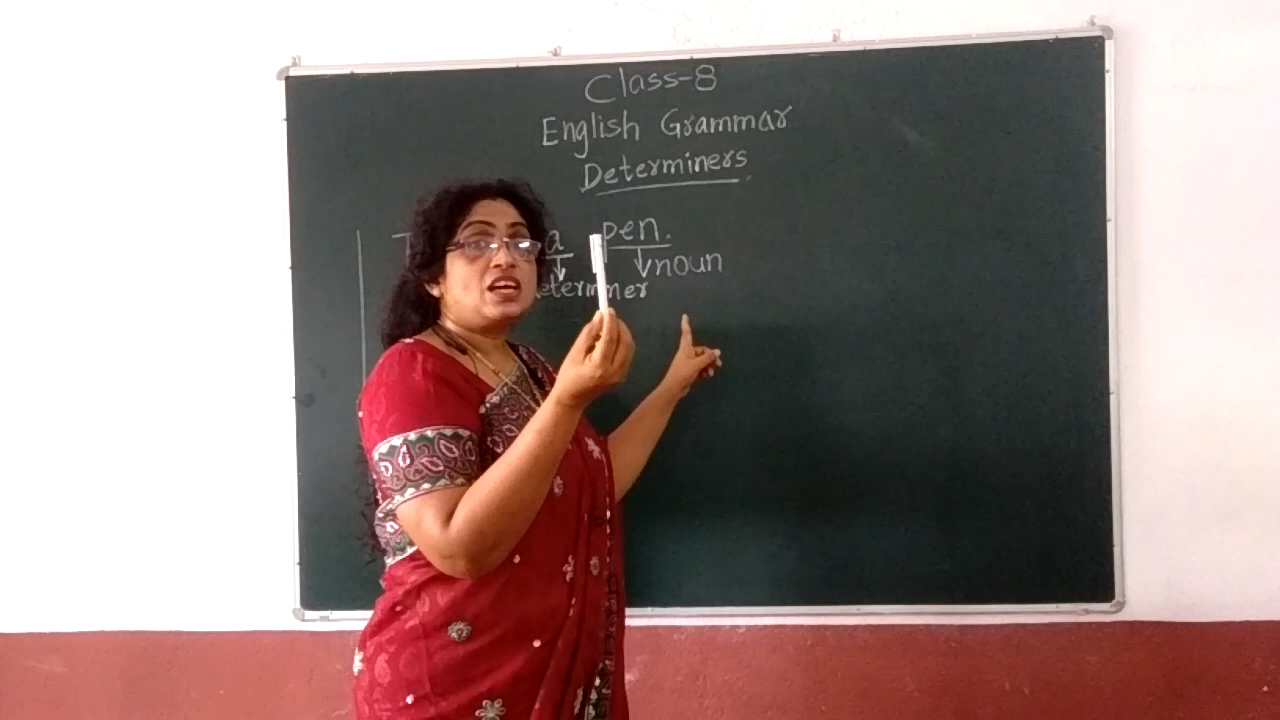 Class-8
English Grammar
Determiners
a pen.
noun